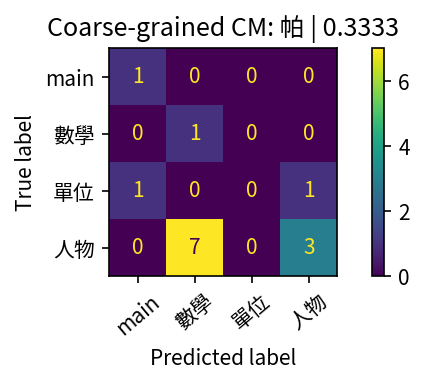 Coarse-grained CM: 帕 | 0.3333
main 1 0 0 0
數學 0 1 0 0
單位 1 0 0 1
人物 0 7 0 3
main 數學 單位 人物
True label
Predicted label
6
4
2
0